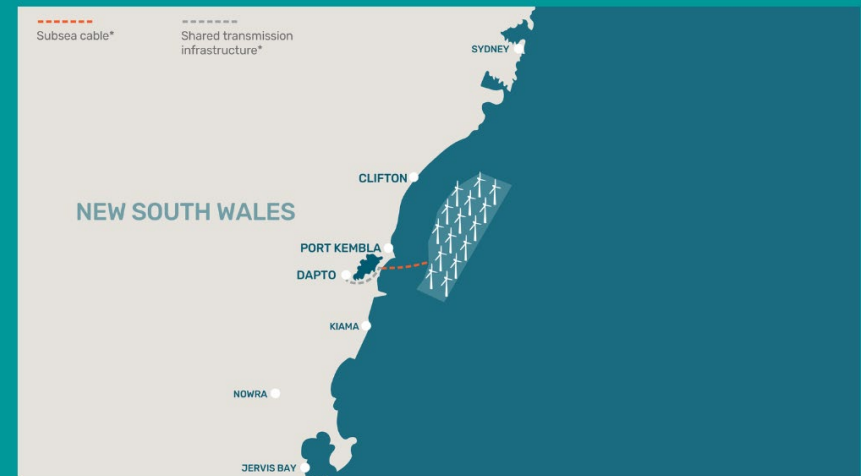 Subsea cable*
Shared transmission
infrastructure*
SYDNEY
CLIFTON
NEW SOUTH WALES
PORT KEMBLA
DAPTO
KIAMA
NOWRA
JERVIS BAY